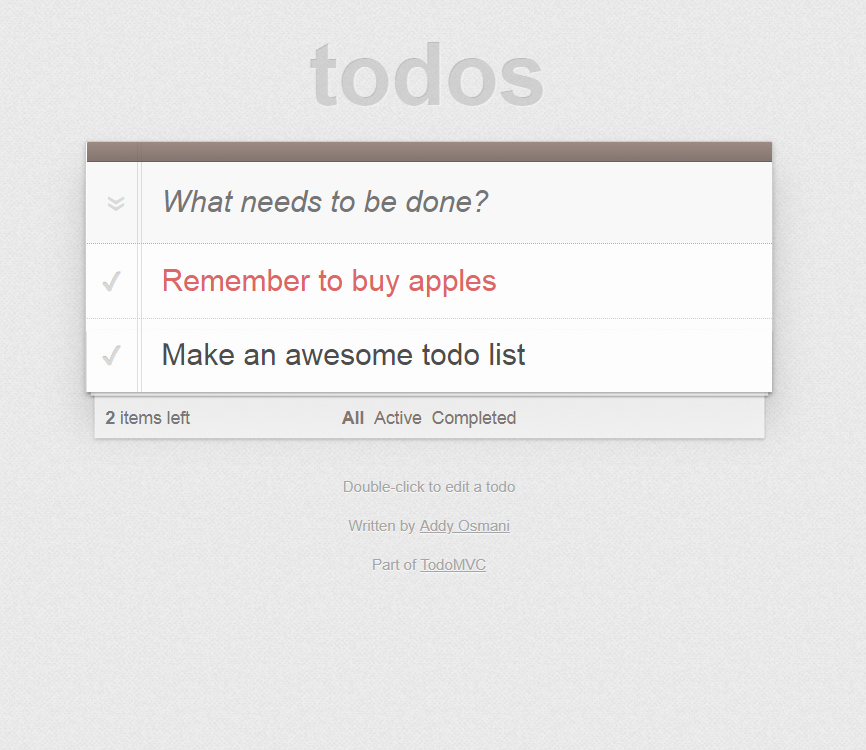 todos
What needs to be done?
Remember to buy apples
Make an awesome todo list
2 items left All Active Completed
Double-click to edit a todo
Written by Addy Osmani
Part of TodoMVC